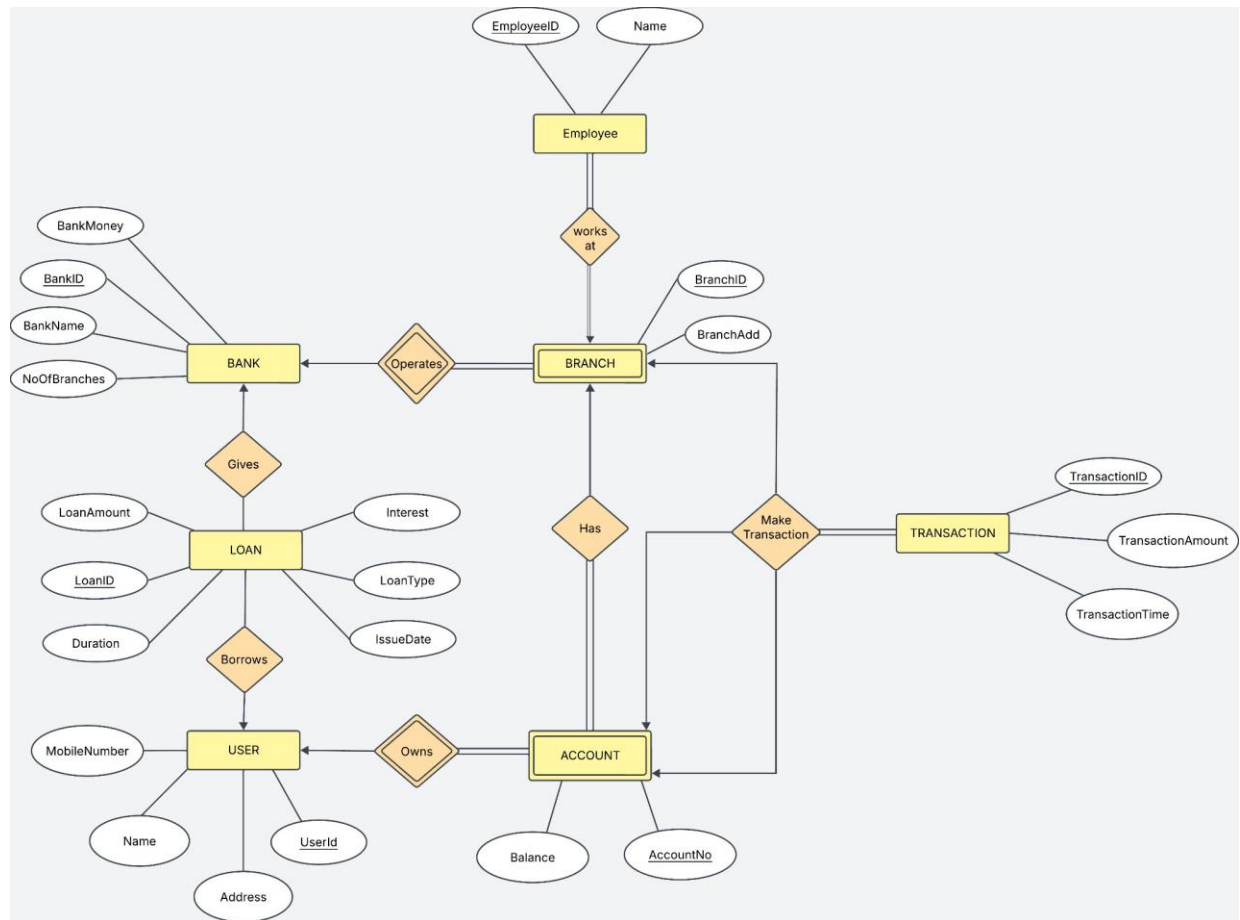 EmployeeID
Name
Employee
works
at
BankMoney
BankID
BankName
NoOfBranches
BANK
Operates
BRANCH
BranchID
BranchAdd
Gives
LoanAmount
Interest
LOAN
LoanID
LoanType
Duration
IssueDate
Borrows
Has
Make
Transaction
TRANSACTION
TransactionID
TransactionAmount
TransactionTime
MobileNumber
USER
Owns
ACCOUNT
Name
UserId
Address
Balance
AccountNo